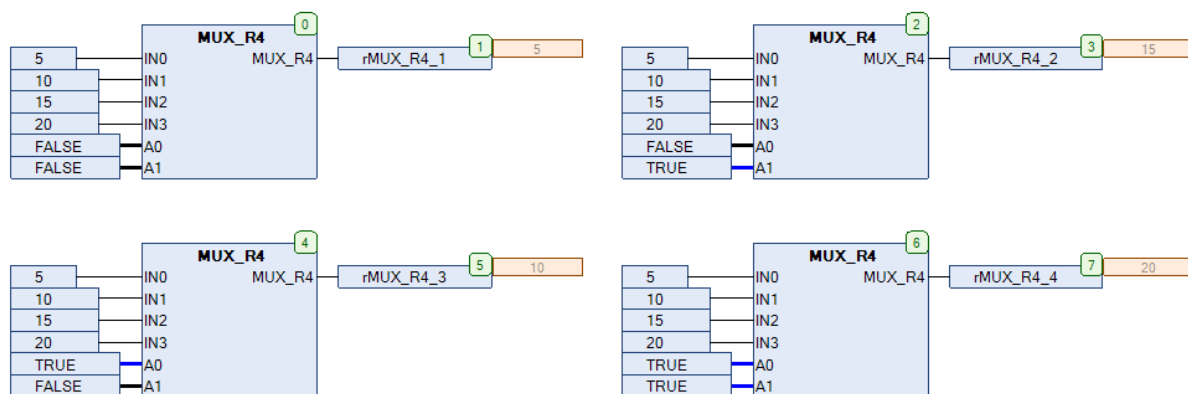 0
MUX_R4
5 IN0 MUX_R4 rMUX_R4_1 1 5
10 IN1
15 IN2
20 IN3
FALSE A0
FALSE A1
2
MUX_R4
5 IN0 MUX_R4 rMUX_R4_2 3 15
10 IN1
15 IN2
20 IN3
FALSE A0
TRUE A1
4
MUX_R4
5 IN0 MUX_R4 rMUX_R4_3 5 10
10 IN1
15 IN2
20 IN3
TRUE A0
FALSE A1
6
MUX_R4
5 IN0 MUX_R4 rMUX_R4_4 7 20
10 IN1
15 IN2
20 IN3
TRUE A0
TRUE A1